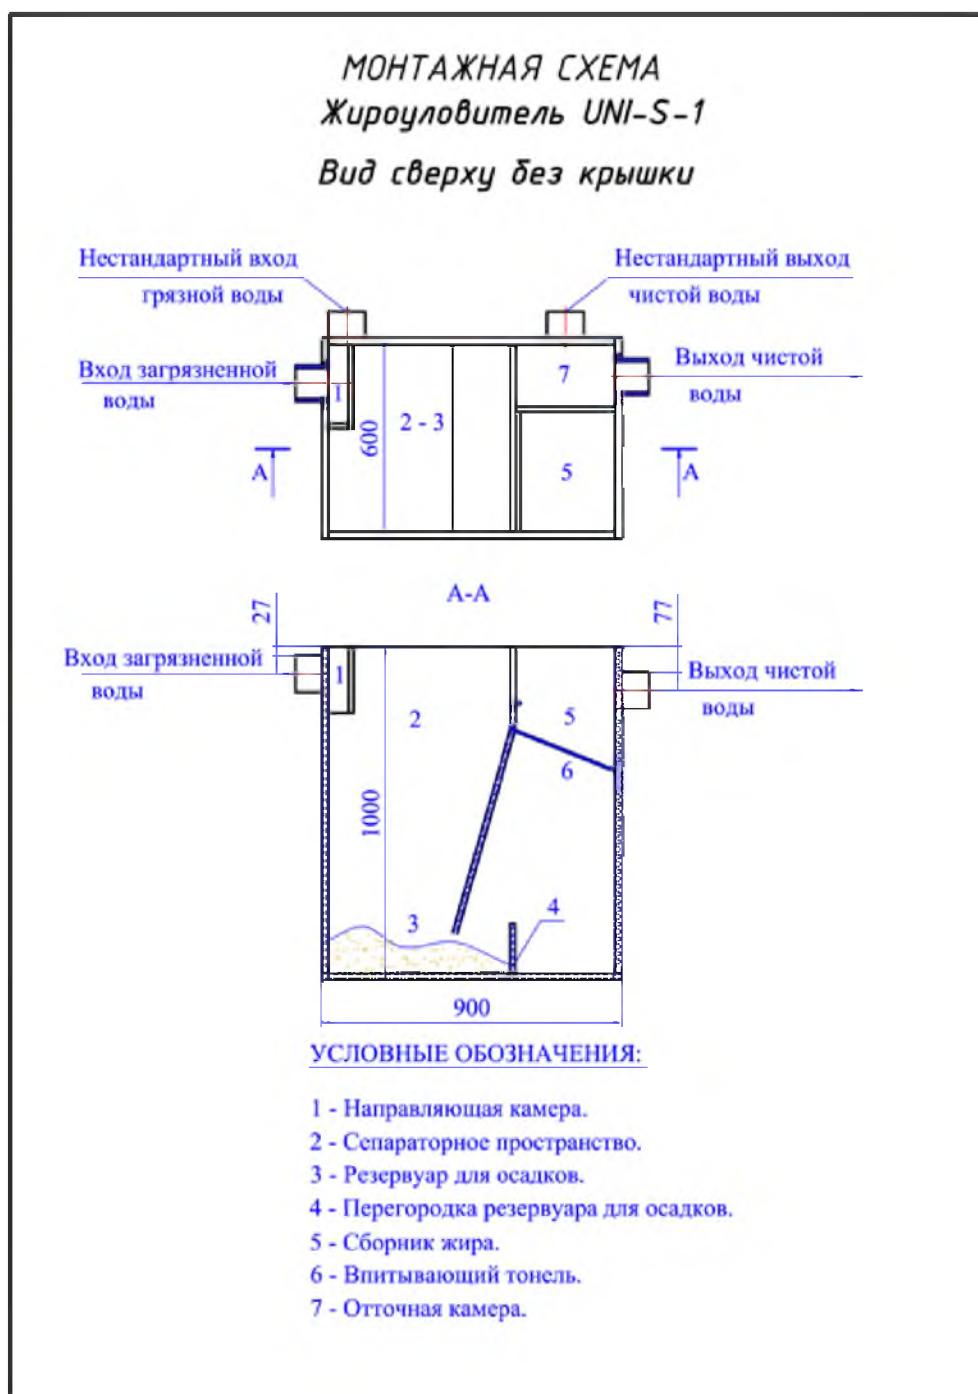 МОНТАЖНАЯ СХЕМА
Жироуловитель UNI-S-1
Вид сверху без крышки
Нестандартный вход
грязной воды
Нестандартный выход
чистой воды
Вход загрязненной
воды
Выход чистой
воды
1
600
2 - 3
7
5
А
А
А-А
27
77
Вход загрязненной
воды
Выход чистой
воды
1
2
5
6
1000
3
4
900
УСЛОВНЫЕ ОБОЗНАЧЕНИЯ:
1 - Направляющая камера.
2 - Сепараторное пространство.
3 - Резервуар для осадков.
4 - Перегородка резервуара для осадков.
5 - Сборник жира.
6 - Впитывающий тонель.
7 - Отточная камера.